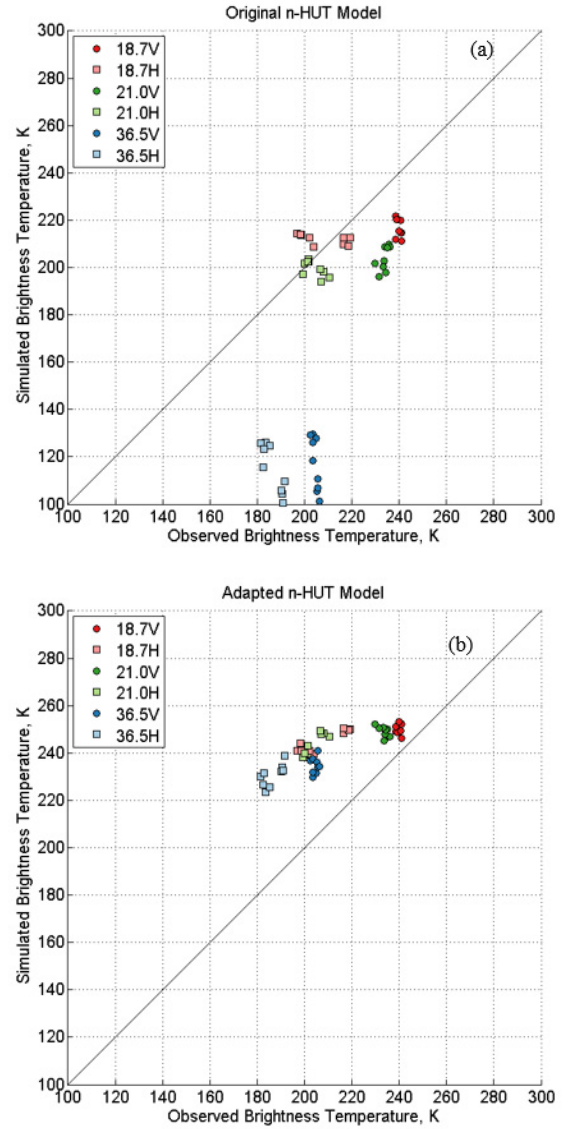 Original n-HUT Model
(a)
18.7V
18.7H
21.0V
21.0H
36.5V
36.5H
Simulated Brightness Temperature, K
300
280
260
240
220
200
180
160
140
120
100
100 120 140 160 180 200 220 240 260 280 300
Observed Brightness Temperature, K
Adapted n-HUT Model
(b)
18.7V
18.7H
21.0V
21.0H
36.5V
36.5H
Simulated Brightness Temperature, K
300
280
260
240
220
200
180
160
140
120
100
100 120 140 160 180 200 220 240 260 280 300
Observed Brightness Temperature, K